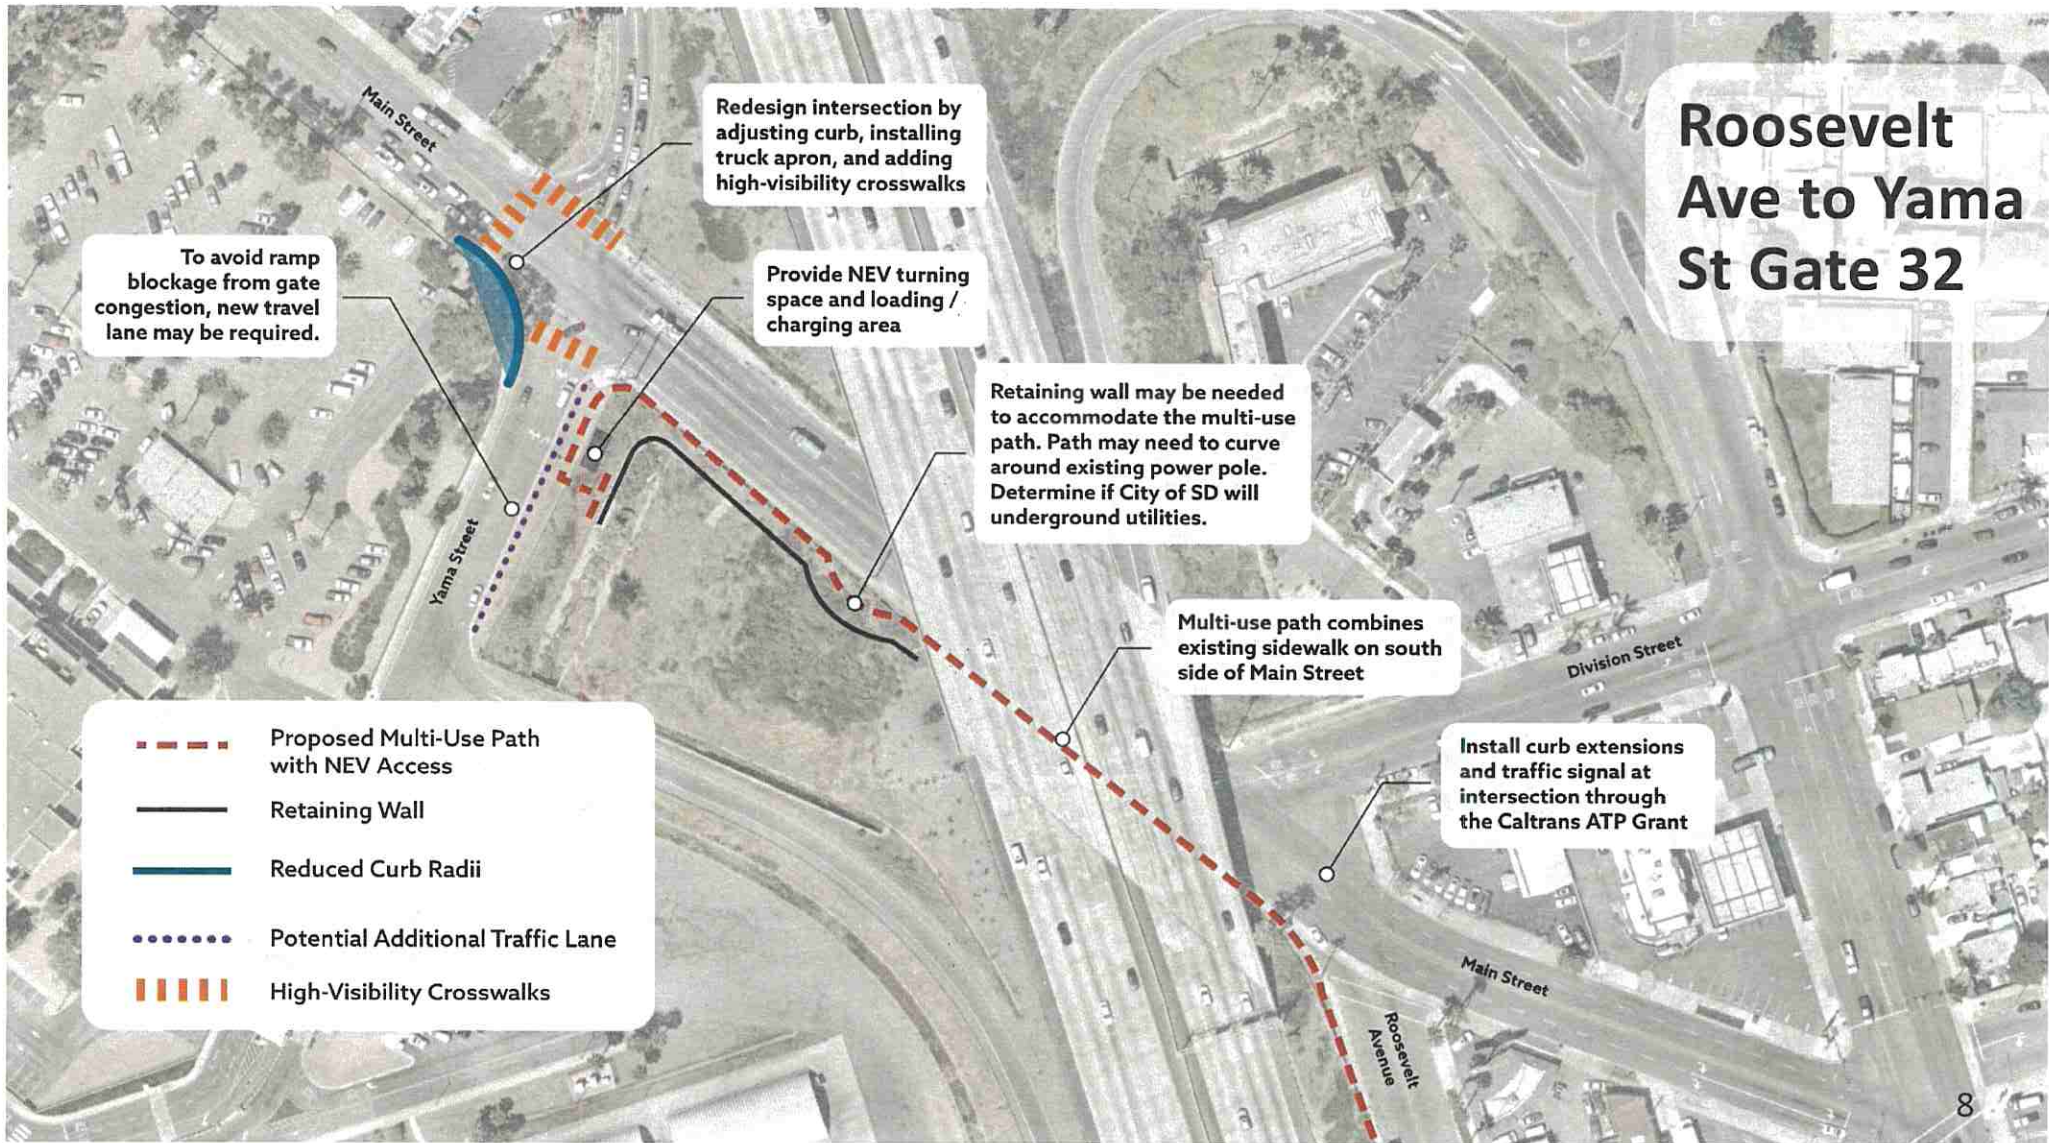 Roosevelt
Ave to Yama
St Gate 32
Main Street
Redesign intersection by
adjusting curb, installing
truck apron, and adding
high-visibility crosswalks
To avoid ramp
blockage from gate
congestion, new travel
lane may be required.
Provide NEV turning
space and loading /
charging area
Retaining wall may be needed
to accommodate the multi-use
path. Path may need to curve
around existing power pole.
Determine if City of SD will
underground utilities.
Yama Street
Multi-use path combines
existing sidewalk on south
side of Main Street
Division Street
Install curb extensions
and traffic signal at
intersection through
the Caltrans ATP Grant
Proposed Multi-Use Path
with NEV Access
Retaining Wall
Reduced Curb Radii
Potential Additional Traffic Lane
High-Visibility Crosswalks
Main Street
Roosevelt
Avenue
8